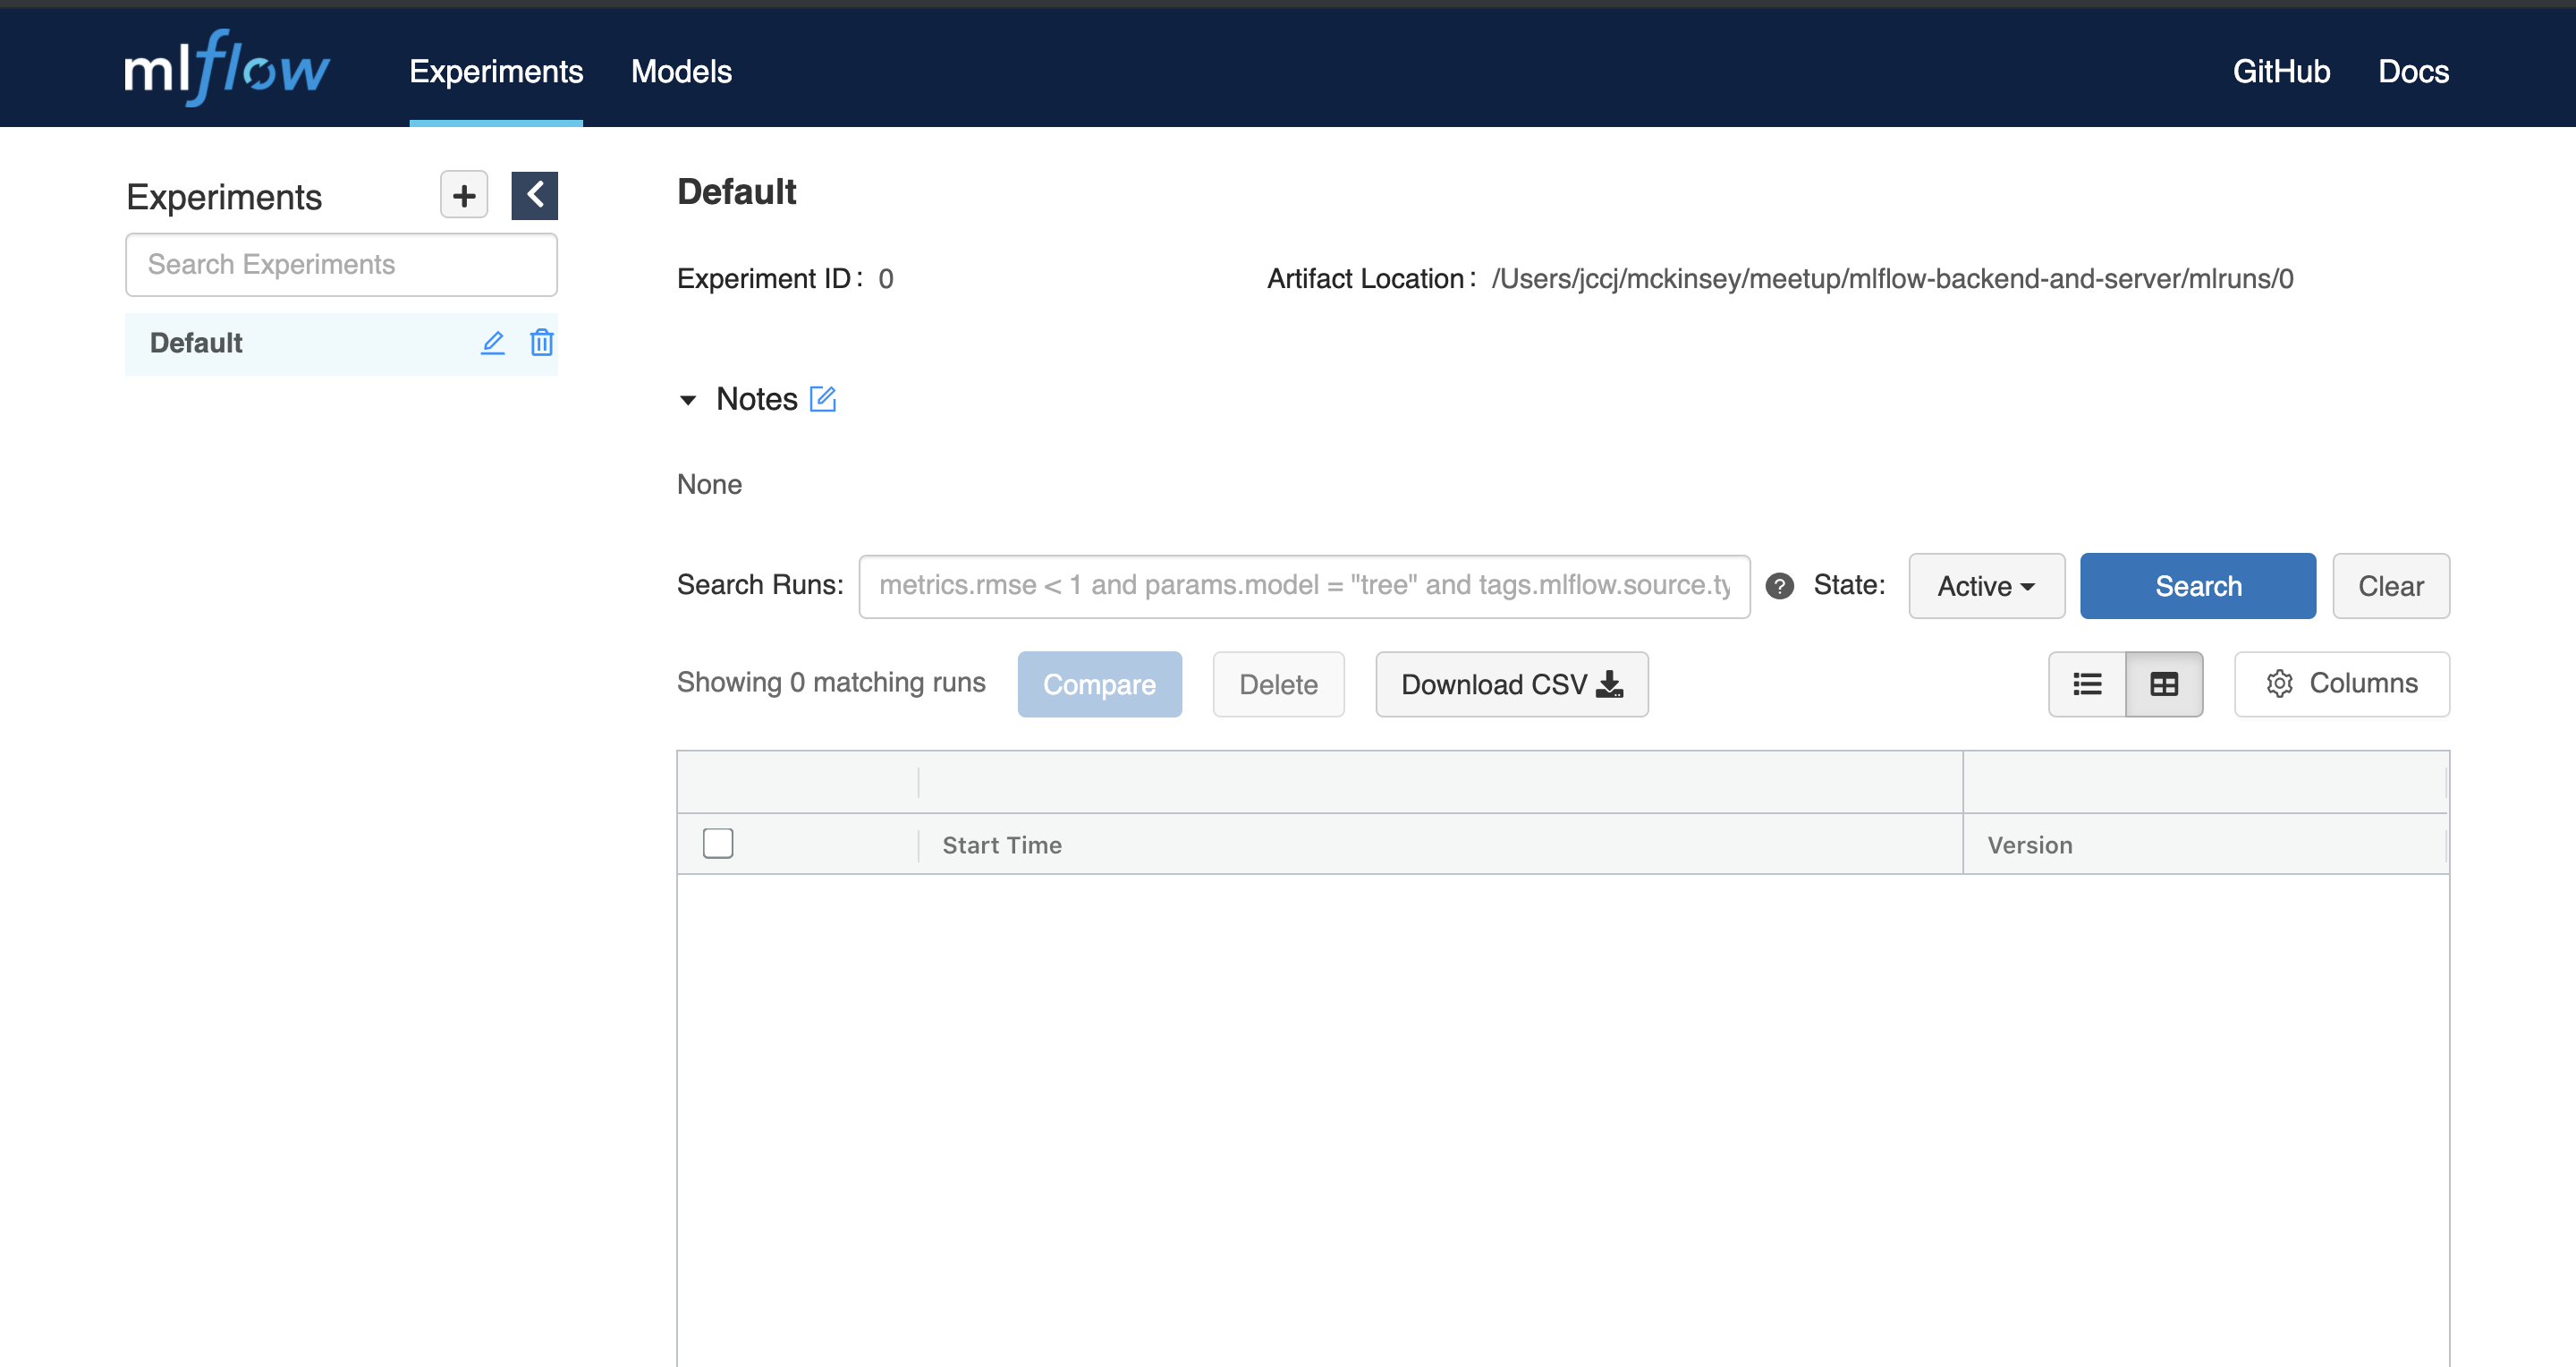 mlflow Experiments Models GitHub Docs
Experiments
Search Experiments
Default
Default
Experiment ID: 0 Artifact Location: /Users/jccj/mckinsey/meetup/mlflow-backend-and-server/mlruns/0
Notes
None
Search Runs: metrics.rmse < 1 and params.model = "tree" and tags.mlflow.source.ty ? State: Active Search Clear
Showing 0 matching runs Compare Delete Download CSV Columns
Start Time Version